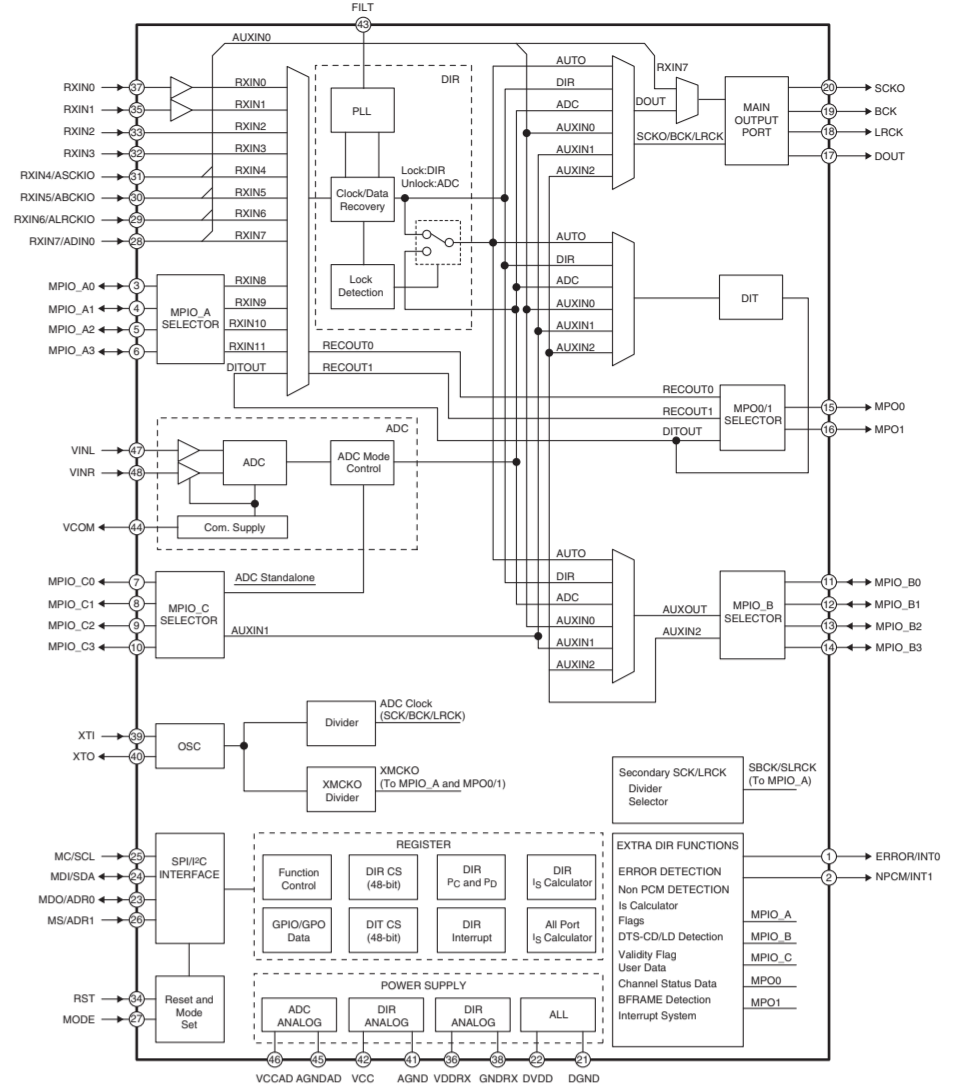 FILT
43
AUXIN0
RXIN0 37 RXIN0
RXIN1 35 RXIN1
RXIN2 33 RXIN2
RXIN3 32 RXIN3
RXIN4/ASCKIO 31 RXIN4
RXIN5/ABCKIO 30 RXIN5
RXIN6/ALRCKIO 29 RXIN6
RXIN7/ADIN0 28 RXIN7
MPIO_A0 3
MPIO_A1 4
MPIO_A2 5
MPIO_A3 6
MPIO_A
SELECTOR
RXIN8
RXIN9
RXIN10
RXIN11
DITOUT
RECOUT0
RECOUT1
DIR
PLL
Clock/Data
Recovery
Lock
Detection
Lock:DIR
Unlock:ADC
AUTO
DIR
ADC
AUXIN0
AUXIN1
AUXIN2
RXIN7
DOUT
SCKO/BCK/LRCK
MAIN
OUTPUT
PORT
20 SCKO
19 BCK
18 LRCK
17 DOUT
AUTO
DIR
ADC
AUXIN0
AUXIN1
AUXIN2
DIT
RECOUT0
RECOUT1
DITOUT
MPO0/1
SELECTOR
15 MPO0
16 MPO1
ADC
VINL 47
VINR 48
ADC
ADC Mode
Control
Com. Supply
VCOM 44
MPIO_C0 7
MPIO_C1 8
MPIO_C2 9
MPIO_C3 10
MPIO_C
SELECTOR
ADC Standalone
AUXIN1
AUTO
DIR
ADC
AUXIN0
AUXIN1
AUXIN2
AUXOUT
AUXIN2
MPIO_B
SELECTOR
11 MPIO_B0
12 MPIO_B1
13 MPIO_B2
14 MPIO_B3
XTI 39
XTO 40
OSC
Divider
ADC Clock
(SCK/BCK/LRCK)
XMCKO
Divider
XMCKO
(To MPIO_A and MPO0/1)
Secondary SCK/LRCK
Divider
Selector
SBCK/SLRCK
(To MPIO_A)
MC/SCL 25
MDI/SDA 24
MDO/ADR0 23
MS/ADR1 26
SPI/I²C
INTERFACE
RST 34
MODE 27
Reset and
Mode
Set
REGISTER
Function
Control
DIR CS
(48-bit)
DIR
PC and PD
DIR
IS Calculator
GPIO/GPO
Data
DIT CS
(48-bit)
DIR
Interrupt
All Port
IS Calculator
POWER SUPPLY
ADC
ANALOG
DIR
ANALOG
DIR
ANALOG
ALL
46 45 42 41 36 38 22 21
VCCAD AGNDAD VCC AGND VDDRX GNDRX DVDD DGND
EXTRA DIR FUNCTIONS
ERROR DETECTION
Non PCM DETECTION
Is Calculator
Flags
DTS-CD/LD Detection
Validity Flag
User Data
Channel Status Data
BFRAME Detection
Interrupt System
1 ERROR/INT0
2 NPCM/INT1
MPIO_A
MPIO_B
MPIO_C
MPO0
MPO1